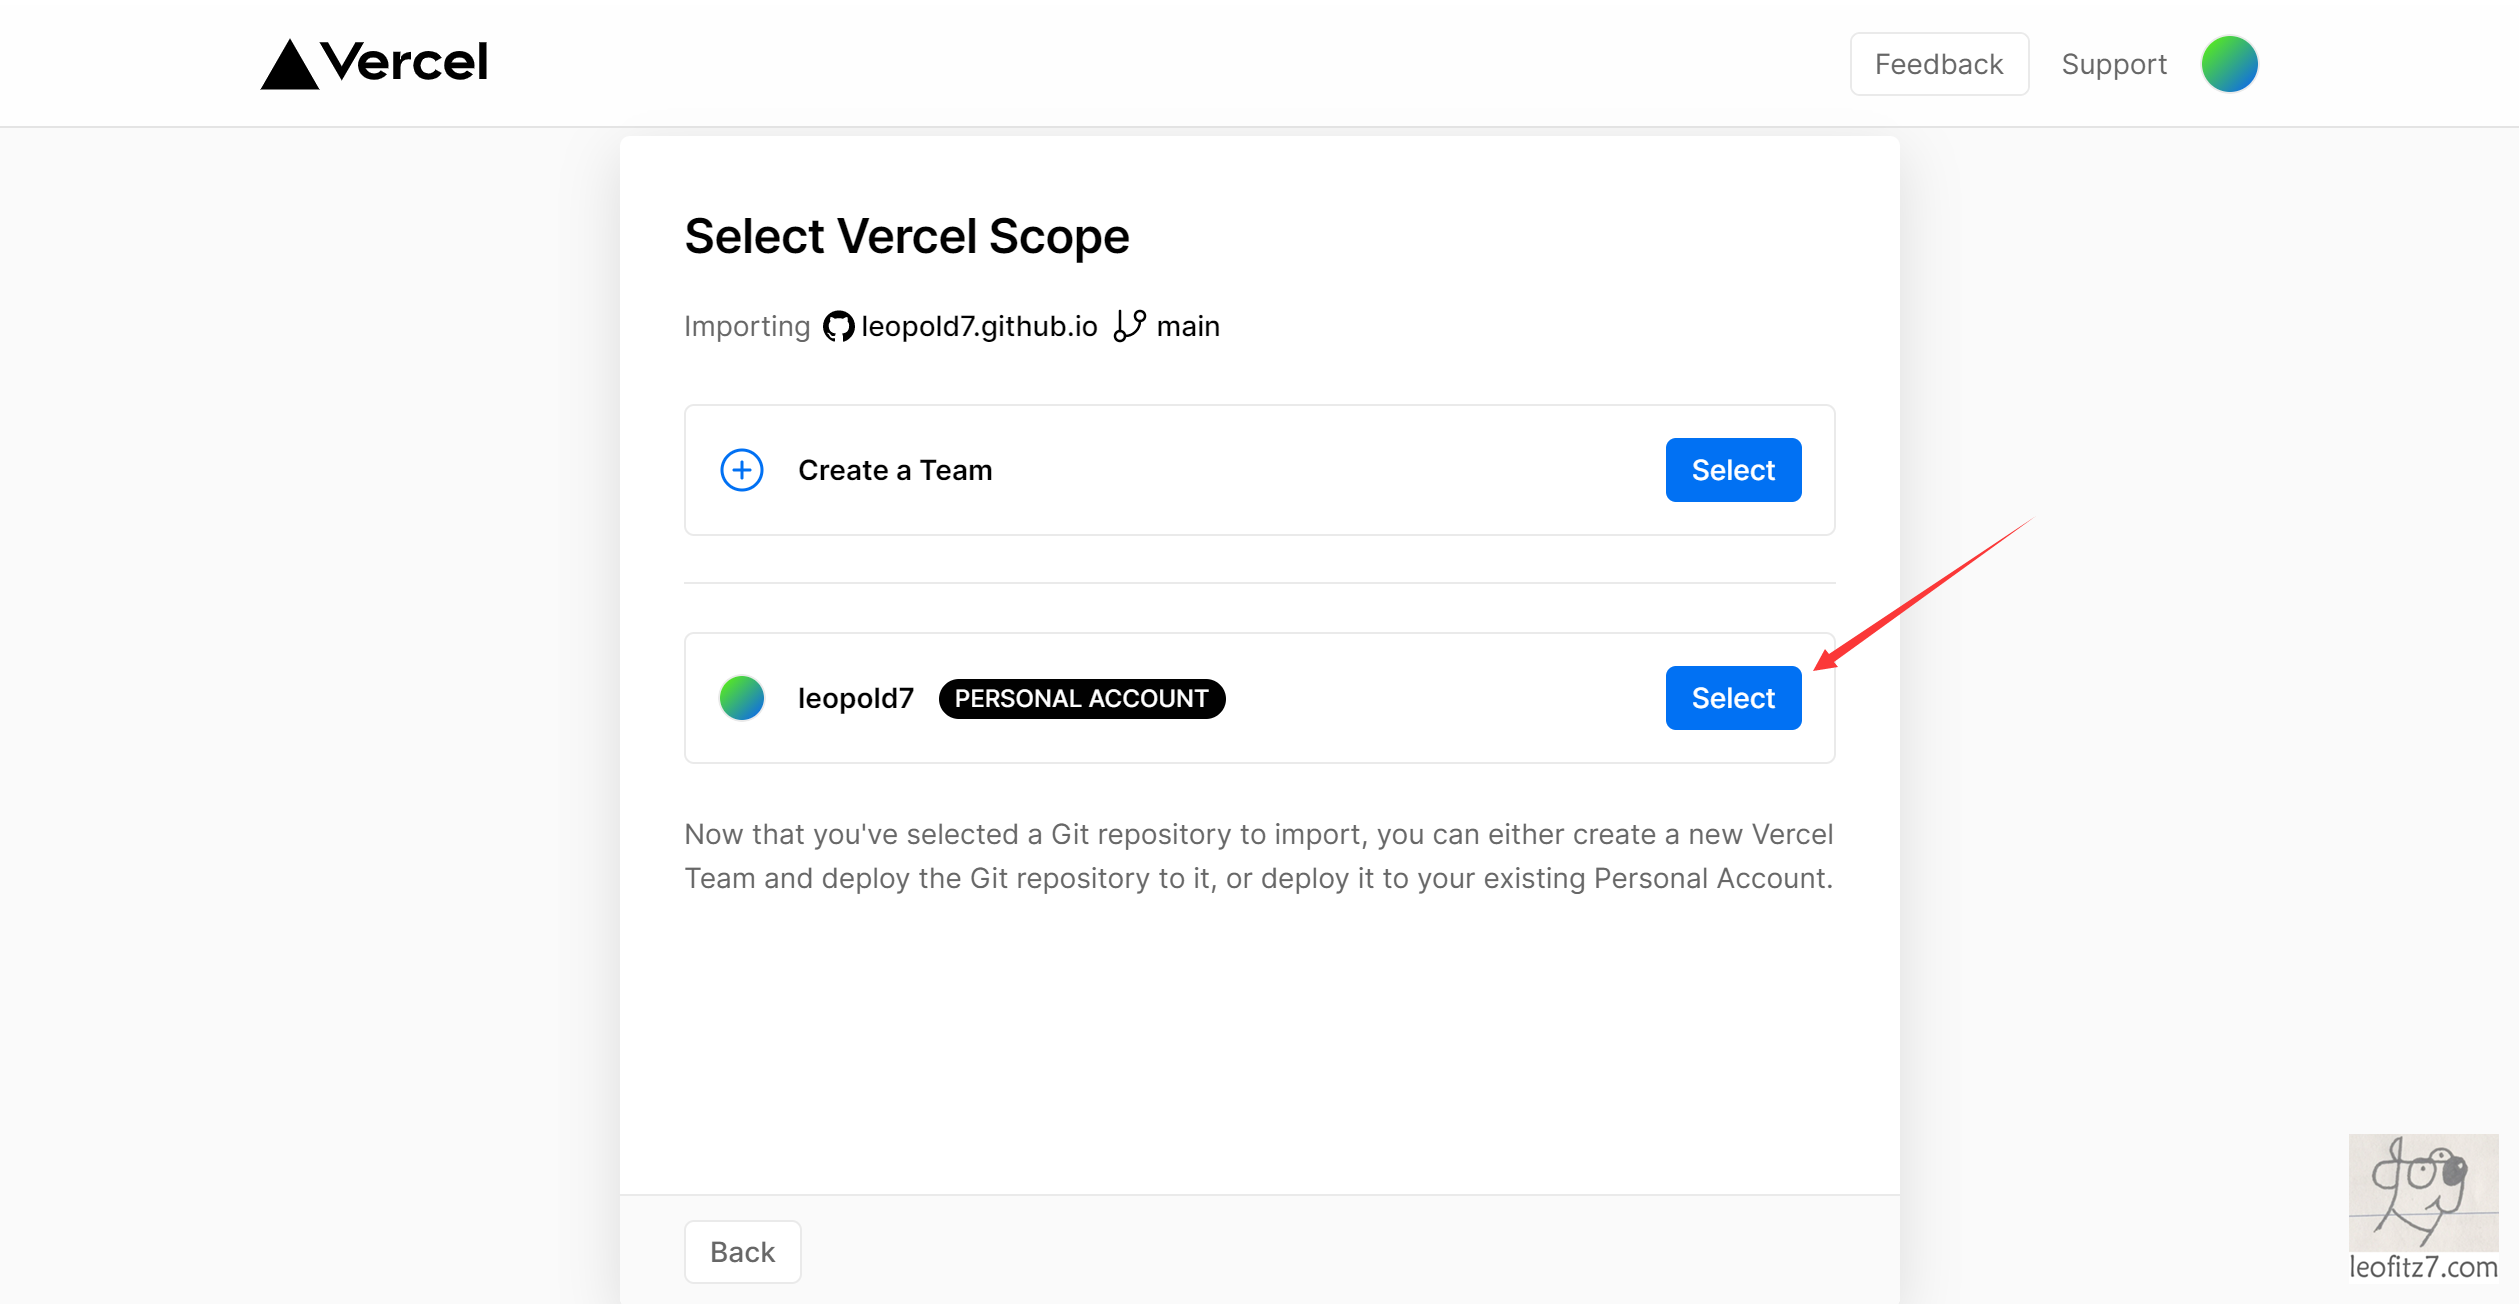 Vercel
Feedback
Support
Select Vercel Scope
Importing leopold7.github.io main
Create a Team
Select
leopold7
PERSONAL ACCOUNT
Select
Now that you've selected a Git repository to import, you can either create a new Vercel
Team and deploy the Git repository to it, or deploy it to your existing Personal Account.
Back
dog
leofitz7.com